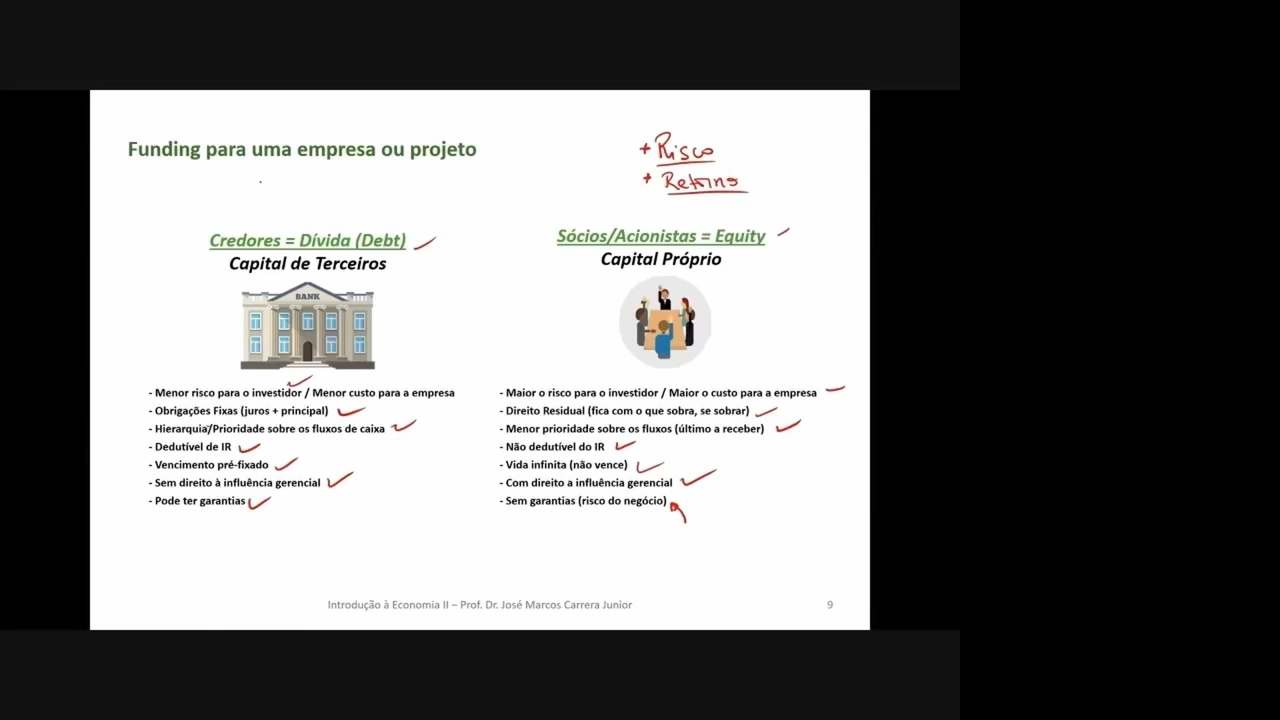 Funding para uma empresa ou projeto
+ Risco
+ Retorno
Credores = Dívida (Debt)
Capital de Terceiros
BANK
- Menor risco para o investidor / Menor custo para a empresa
- Obrigações Fixas (juros + principal)
- Hierarquia/Prioridade sobre os fluxos de caixa
- Dedutível de IR
- Vencimento pré-fixado
- Sem direito à influência gerencial
- Pode ter garantias
Sócios/Acionistas = Equity
Capital Próprio
- Maior o risco para o investidor / Maior o custo para a empresa
- Direito Residual (fica com o que sobra, se sobrar)
- Menor prioridade sobre os fluxos (último a receber)
- Não dedutível do IR
- Vida infinita (não vence)
- Com direito a influência gerencial
- Sem garantias (risco do negócio)
Introdução à Economia II – Prof. Dr. José Marcos Carrera Junior
9